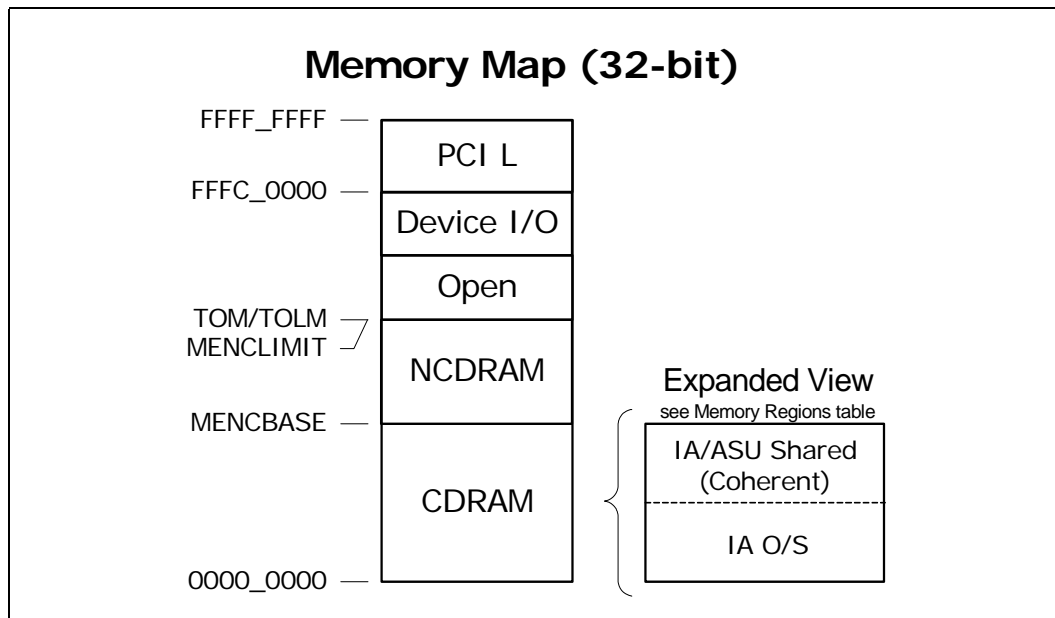 Memory Map (32-bit)
FFFF_FFFF
PCI L
FFFC_0000
Device I/O
Open
TOM/TOLM
MENCLIMIT
NCDRAM
MENCBASE
CDRAM
0000_0000
Expanded View
see Memory Regions table
IA/ASU Shared
(Coherent)
IA O/S